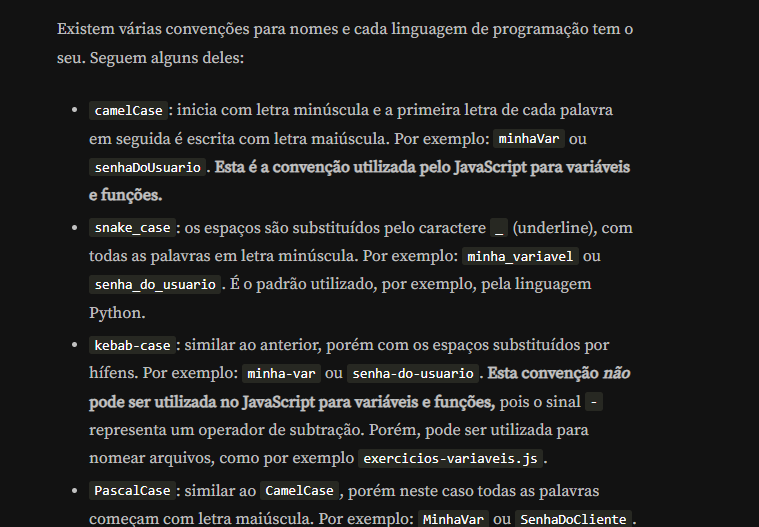 Existem várias convenções para nomes e cada linguagem de programação tem o
seu. Seguem alguns deles:
• camelCase: inicia com letra minúscula e a primeira letra de cada palavra
em seguida é escrita com letra maiúscula. Por exemplo: minhaVar ou
senhaDoUsuario. Esta é a convenção utilizada pelo JavaScript para variáveis
e funções.
• snake_case: os espaços são substituídos pelo caractere _ (underline), com
todas as palavras em letra minúscula. Por exemplo: minha_variavel ou
senha_do_usuario. É o padrão utilizado, por exemplo, pela linguagem
Python.
• kebab-case: similar ao anterior, porém com os espaços substituídos por
hífens. Por exemplo: minha-var ou senha-do-usuario. Esta convenção não
pode ser utilizada no JavaScript para variáveis e funções, pois o sinal -
representa um operador de subtração. Porém, pode ser utilizada para
nomear arquivos, como por exemplo exercicios-variaveis.js.
• PascalCase: similar ao CamelCase, porém neste caso todas as palavras
começam com letra maiúscula. Por exemplo: MinhaVar ou SenhaDoCliente.